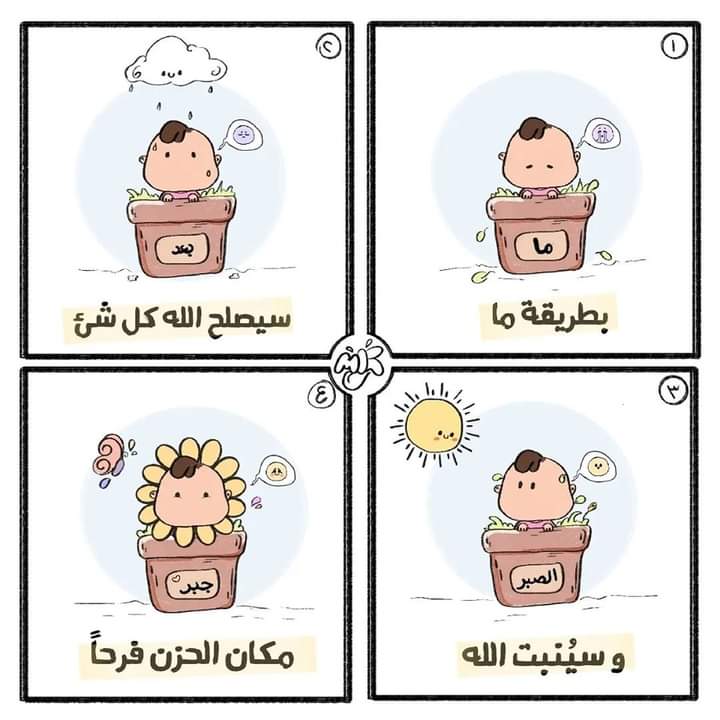 ١
ما
بطريقة ما
٢
بعد
سيصلح الله كل شئ
٣
الصبر
و سيُنبت الله
٤
جبر
مكان الحزن فرحاً
MK